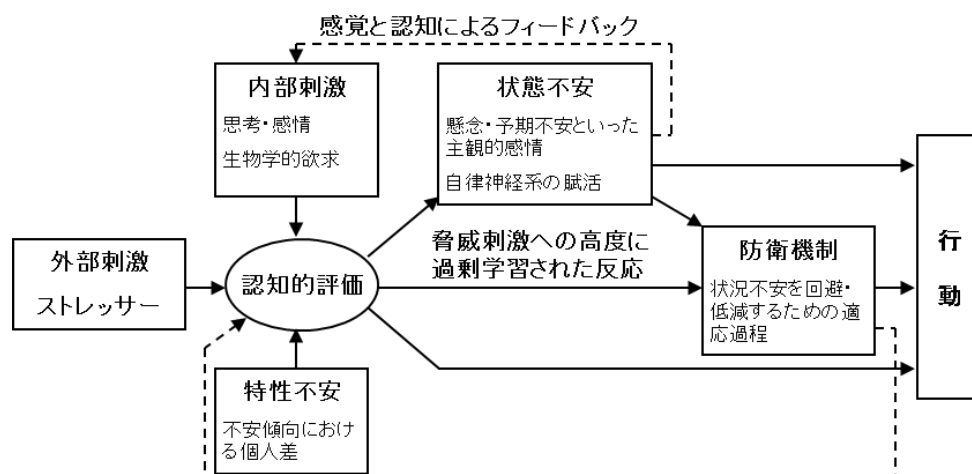 感覚と認知によるフィードバック
内部刺激
思考・感情
生物学的欲求
状態不安
懸念・予期不安といった
主観的感情
自律神経系の賦活
外部刺激
ストレッサー
認知的評価
脅威刺激への高度に
過剰学習された反応
防衛機制
状況不安を回避・
低減するための適
応過程
行
動
特性不安
不安傾向におけ
る個人差